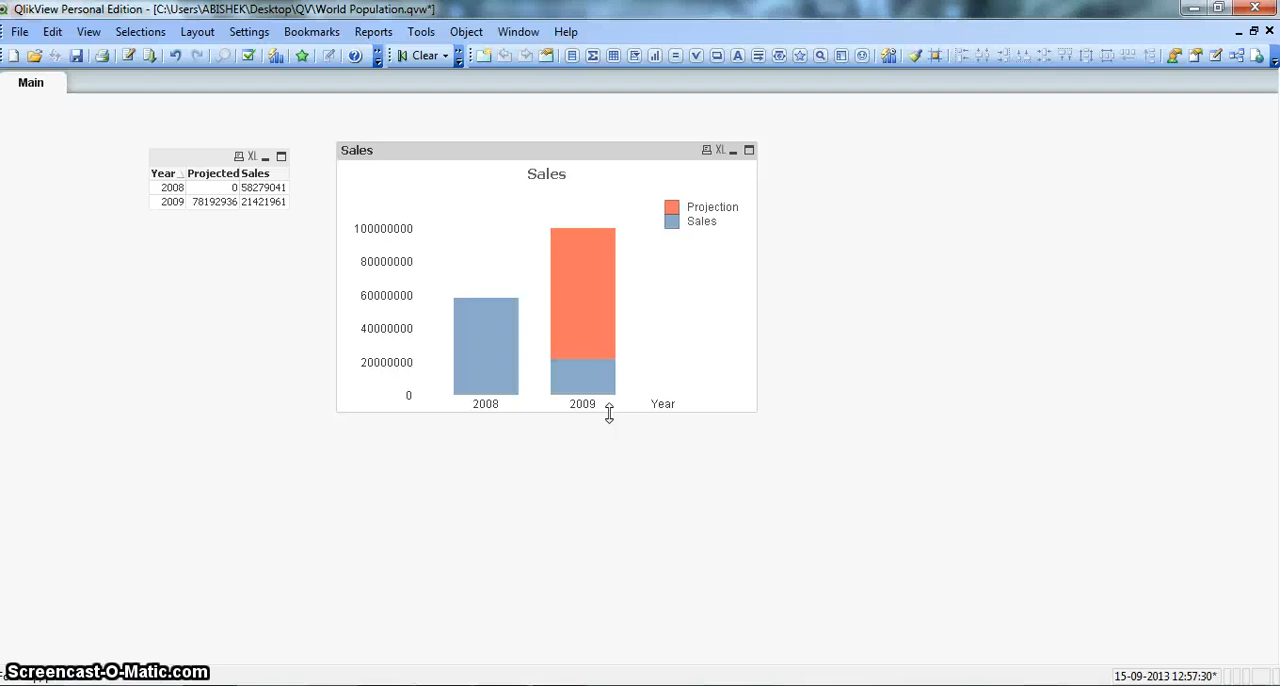 QlikView Personal Edition - [C:\Users\ABISHEK\Desktop\QV\World Population.qvw*]
File Edit View Selections Layout Settings Bookmarks Reports Tools Object Window Help
Clear
Main
XL
Year Projected Sales
2008 0 58279041
2009 78192936 21421961
Sales XL
Sales
Projection
Sales
100000000
80000000
60000000
40000000
20000000
0
2008 2009 Year
Screencast-O-Matic.com
15-09-2013 12:57:30*